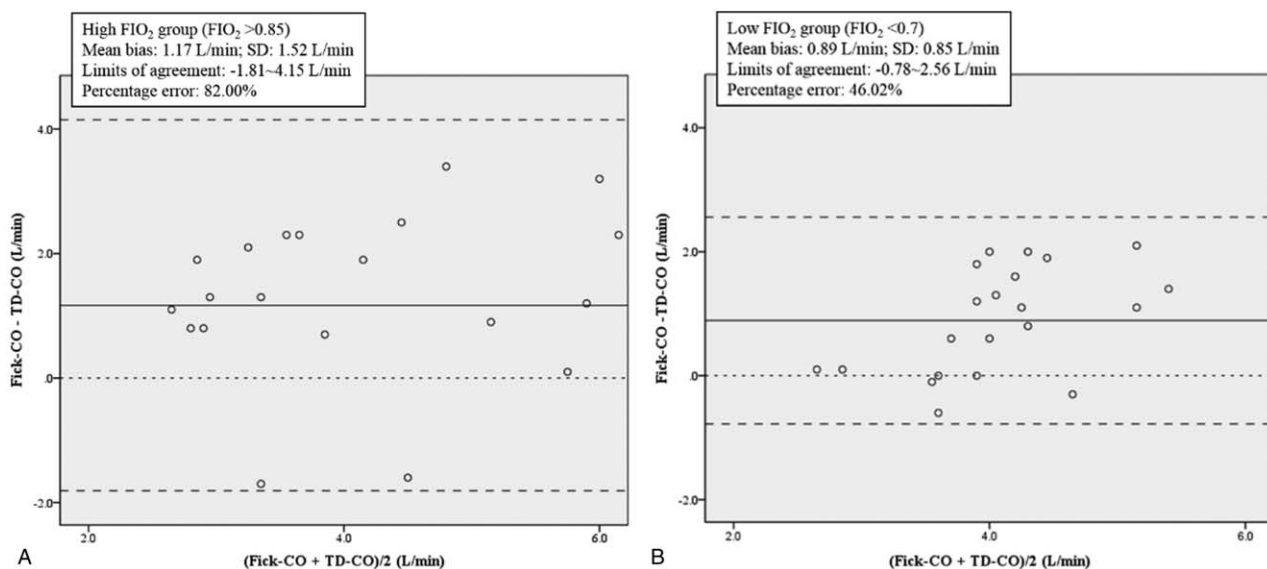 High FIO₂ group (FIO₂ >0.85)
Mean bias: 1.17 L/min; SD: 1.52 L/min
Limits of agreement: -1.81~4.15 L/min
Percentage error: 82.00%
4.0
2.0
.0
-2.0
Fick-CO - TD-CO (L/min)
2.0 4.0 6.0
(Fick-CO + TD-CO)/2 (L/min)
A
Low FIO₂ group (FIO₂ <0.7)
Mean bias: 0.89 L/min; SD: 0.85 L/min
Limits of agreement: -0.78~2.56 L/min
Percentage error: 46.02%
4.0
2.0
.0
-2.0
Fick-CO -TD-CO (L/min)
2.0 4.0 6.0
(Fick-CO + TD-CO)/2 (L/min)
B